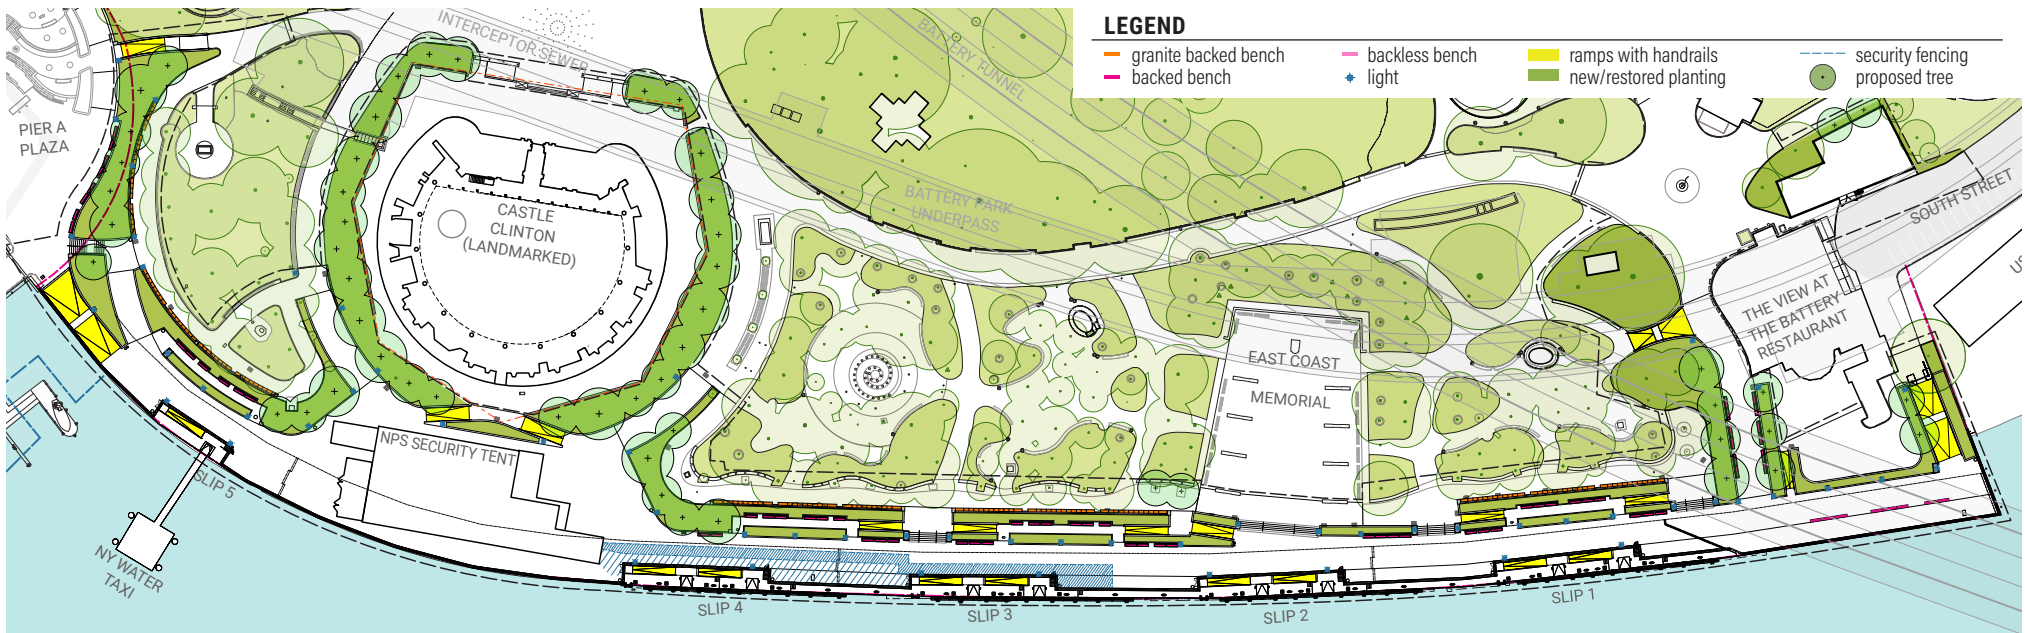 LEGEND
granite backed bench
backed bench
backless bench
light
ramps with handrails
new/restored planting
security fencing
proposed tree
PIER A
PLAZA
INTERCEPTOR SEWER
BATTERY TUNNEL
BATTERY PARK
UNDERPASS
CASTLE
CLINTON
(LANDMARKED)
SOUTH STREET
US
THE VIEW AT
THE BATTERY
RESTAURANT
EAST COAST
MEMORIAL
NPS SECURITY TENT
SLIP 5
NY WATER
TAXI
SLIP 4
SLIP 3
SLIP 2
SLIP 1